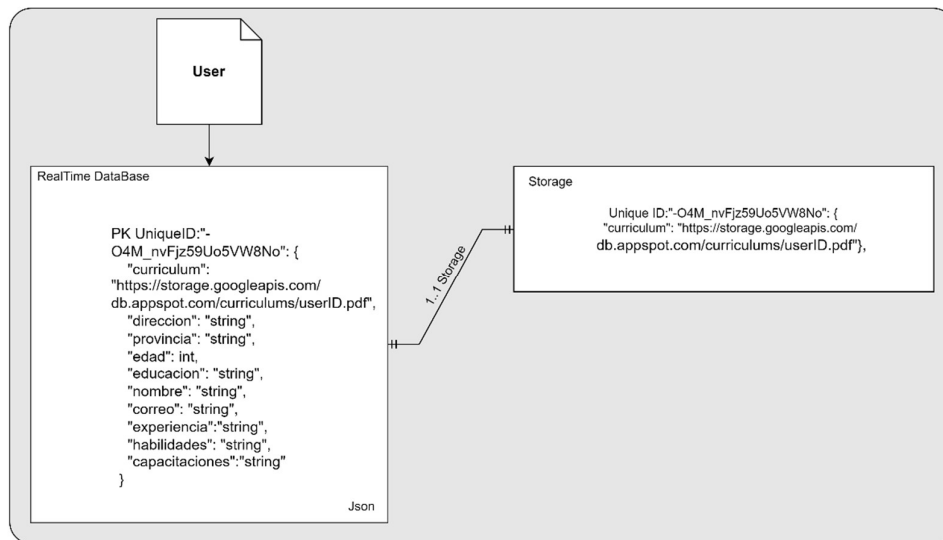 User
RealTime DataBase
PK UniqueID:"-
O4M_nvFjz59Uo5VW8No": {
"curriculum":
"https://storage.googleapis.com/
db.appspot.com/curriculums/userID.pdf",
"direccion": "string",
"provincia": "string",
"edad": int,
"educacion": "string",
"nombre": "string",
"correo": "string",
"experiencia":"string",
"habilidades": "string",
"capacitaciones":"string"
}
Json
1.. 1 Storage
Storage
Unique ID:"-O4M_nvFjz59Uo5VW8No": {
"curriculum": "https://storage.googleapis.com/
db.appspot.com/curriculums/userID.pdf"},